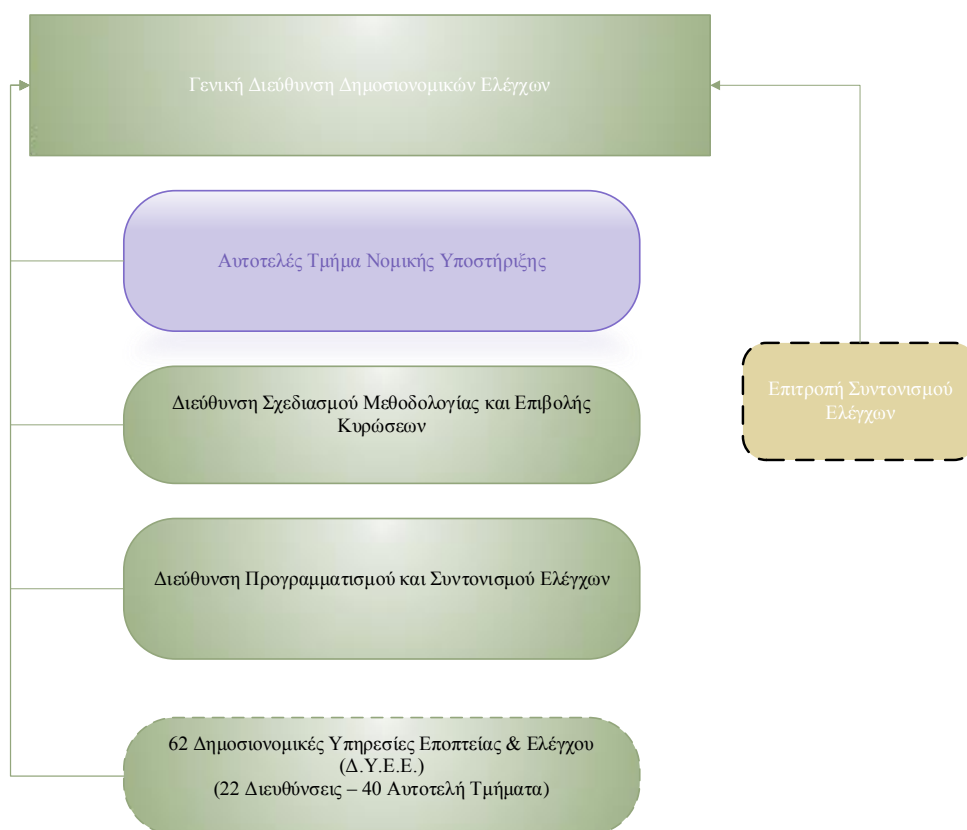 Γενική Διεύθυνση Δημοσιονομικών Ελέγχων
Αυτοτελές Τμήμα Νομικής Υποστήριξης
Διεύθυνση Σχεδιασμού Μεθοδολογίας και Επιβολής
Κυρώσεων
Επιτροπή Συντονισμού
Ελέγχων
Διεύθυνση Προγραμματισμού και Συντονισμού Ελέγχων
62 Δημοσιονομικές Υπηρεσίες Εποπτείας & Ελέγχου
(Δ.Υ.Ε.Ε.)
(22 Διευθύνσεις – 40 Αυτοτελή Τμήματα)